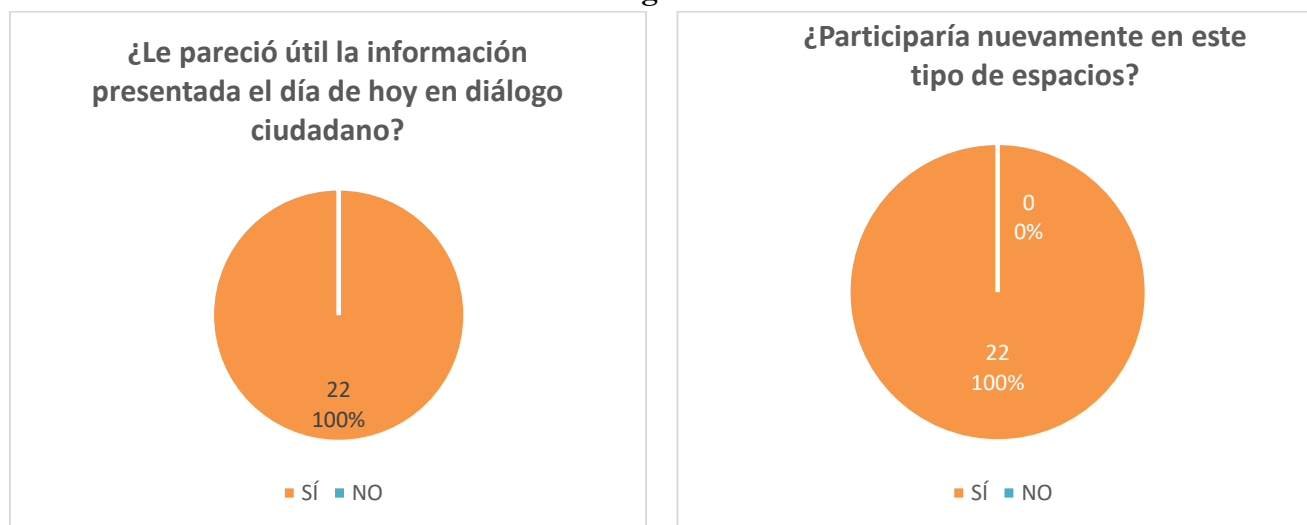 ¿Le pareció útil la información
presentada el día de hoy en diálogo
ciudadano?
22
100%
SÍ NO
¿Participaría nuevamente en este
tipo de espacios?
0
0%
22
100%
SÍ NO